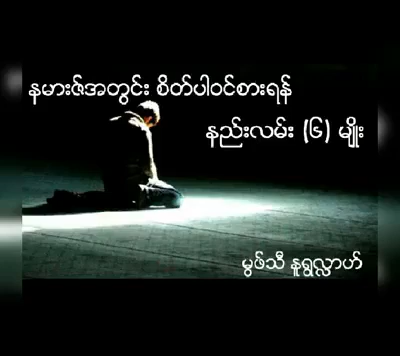 နမားဇ်အတွင်း စိတ်ပါဝင်စားရန်
နည်းလမ်း (၆) မျိုး
မွဖ်သီ နူရွလ္လာဟ်